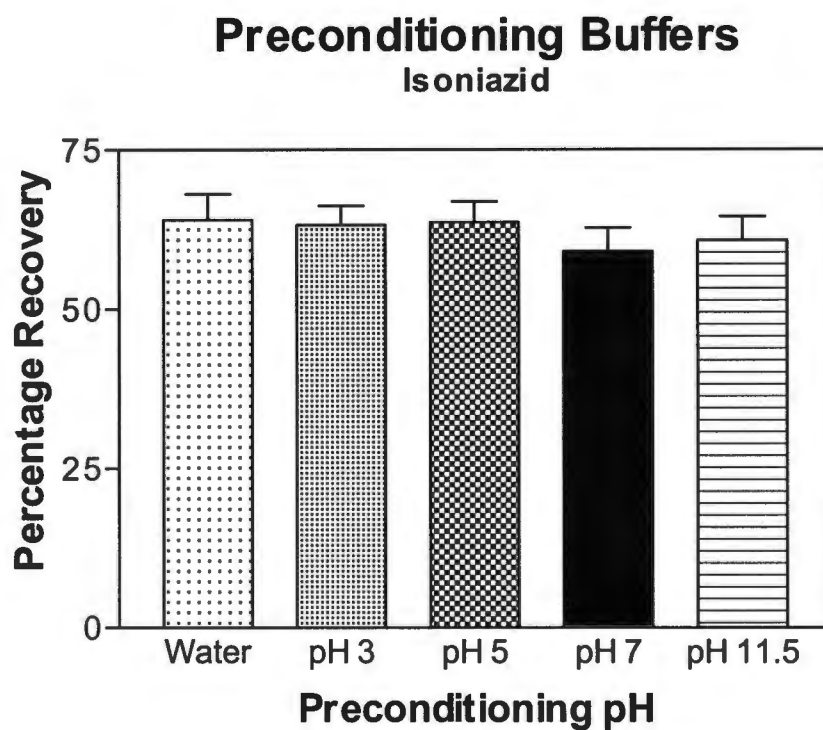 Preconditioning Buffers
Isoniazid
Percentage Recovery
75
50
25
0
Water pH 3 pH 5 pH 7 pH 11.5
Preconditioning pH